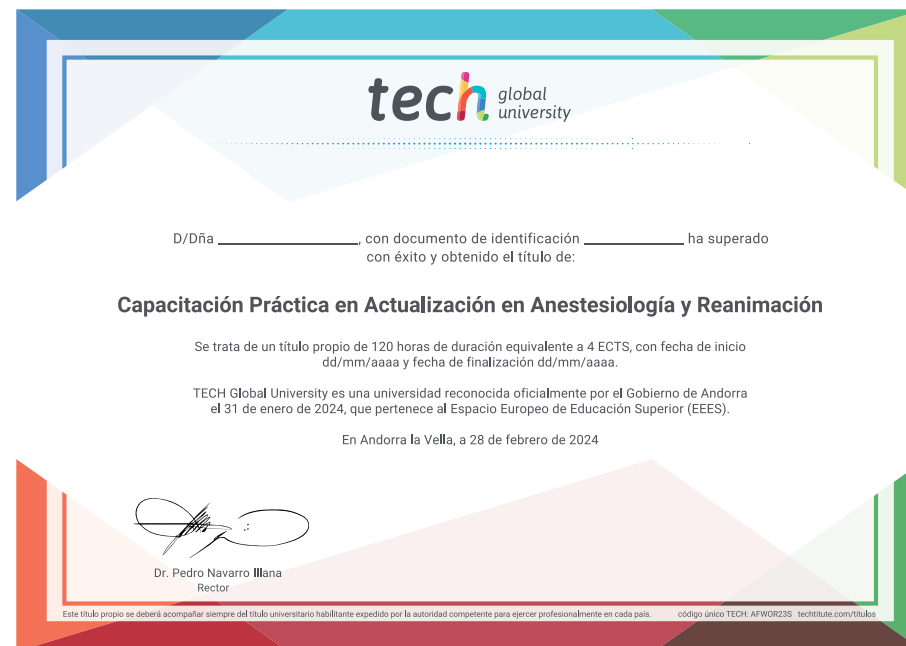 tech global university
D/Dña ____________________, con documento de identificación ______________ ha superado
con éxito y obtenido el título de:
Capacitación Práctica en Actualización en Anestesiología y Reanimación
Se trata de un título propio de 120 horas de duración equivalente a 4 ECTS, con fecha de inicio
dd/mm/aaaa y fecha de finalización dd/mm/aaaa.
TECH Global University es una universidad reconocida oficialmente por el Gobierno de Andorra
el 31 de enero de 2024, que pertenece al Espacio Europeo de Educación Superior (EEES).
En Andorra la Vella, a 28 de febrero de 2024
Dr. Pedro Navarro Illana
Rector
Este título propio se deberá acompañar siempre del título universitario habilitante expedido por la autoridad competente para ejercer profesionalmente en cada país. código único TECH: AFWOR23S techtitute.com/titulos